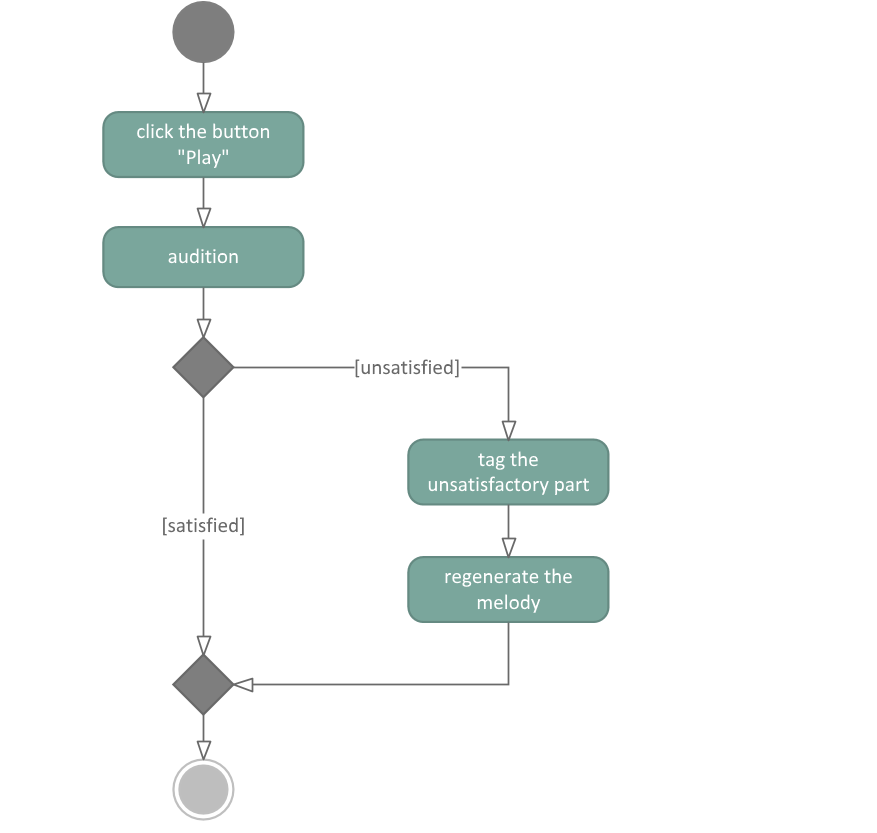 click the button
"Play"
audition
[unsatisfied]
tag the
unsatisfactory part
[satisfied]
regenerate the
melody